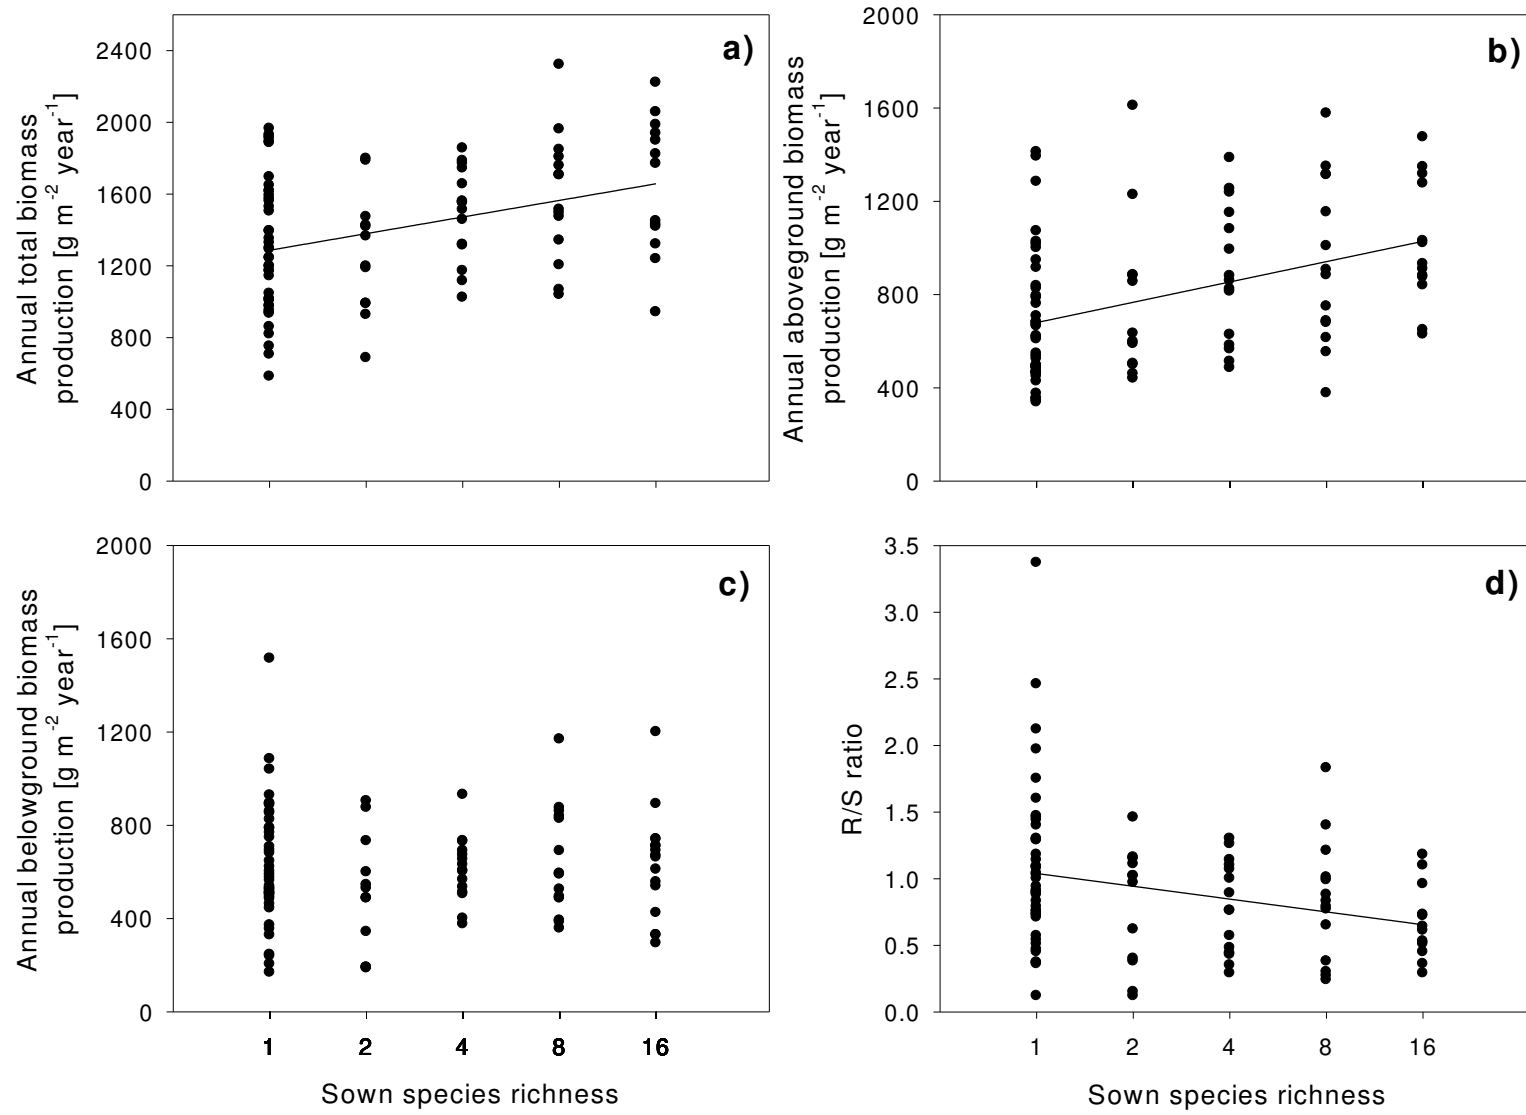 a)
Annual total biomass
production [g m-2 year-1]
2400
2000
1600
1200
800
400
0
b)
Annual aboveground biomass
production [g m-2 year-1]
2000
1600
1200
800
400
0
c)
Annual belowground biomass
production [g m-2 year-1]
2000
1600
1200
800
400
0
1 2 4 8 16
Sown species richness
d)
R/S ratio
3.5
3.0
2.5
2.0
1.5
1.0
0.5
0.0
1 2 4 8 16
Sown species richness